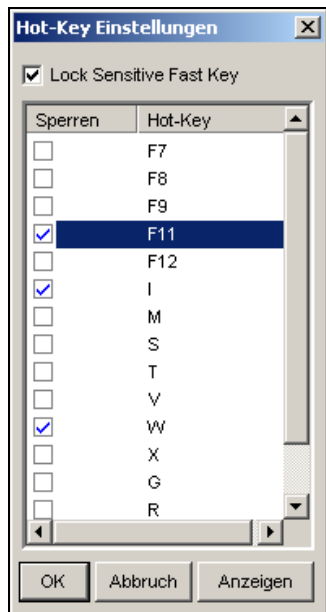 Hot-Key Einstellungen
Lock Sensitive Fast Key
Sperren Hot-Key
F7
F8
F9
F11
F12
I
M
S
T
V
W
X
G
R
OK Abbruch Anzeigen